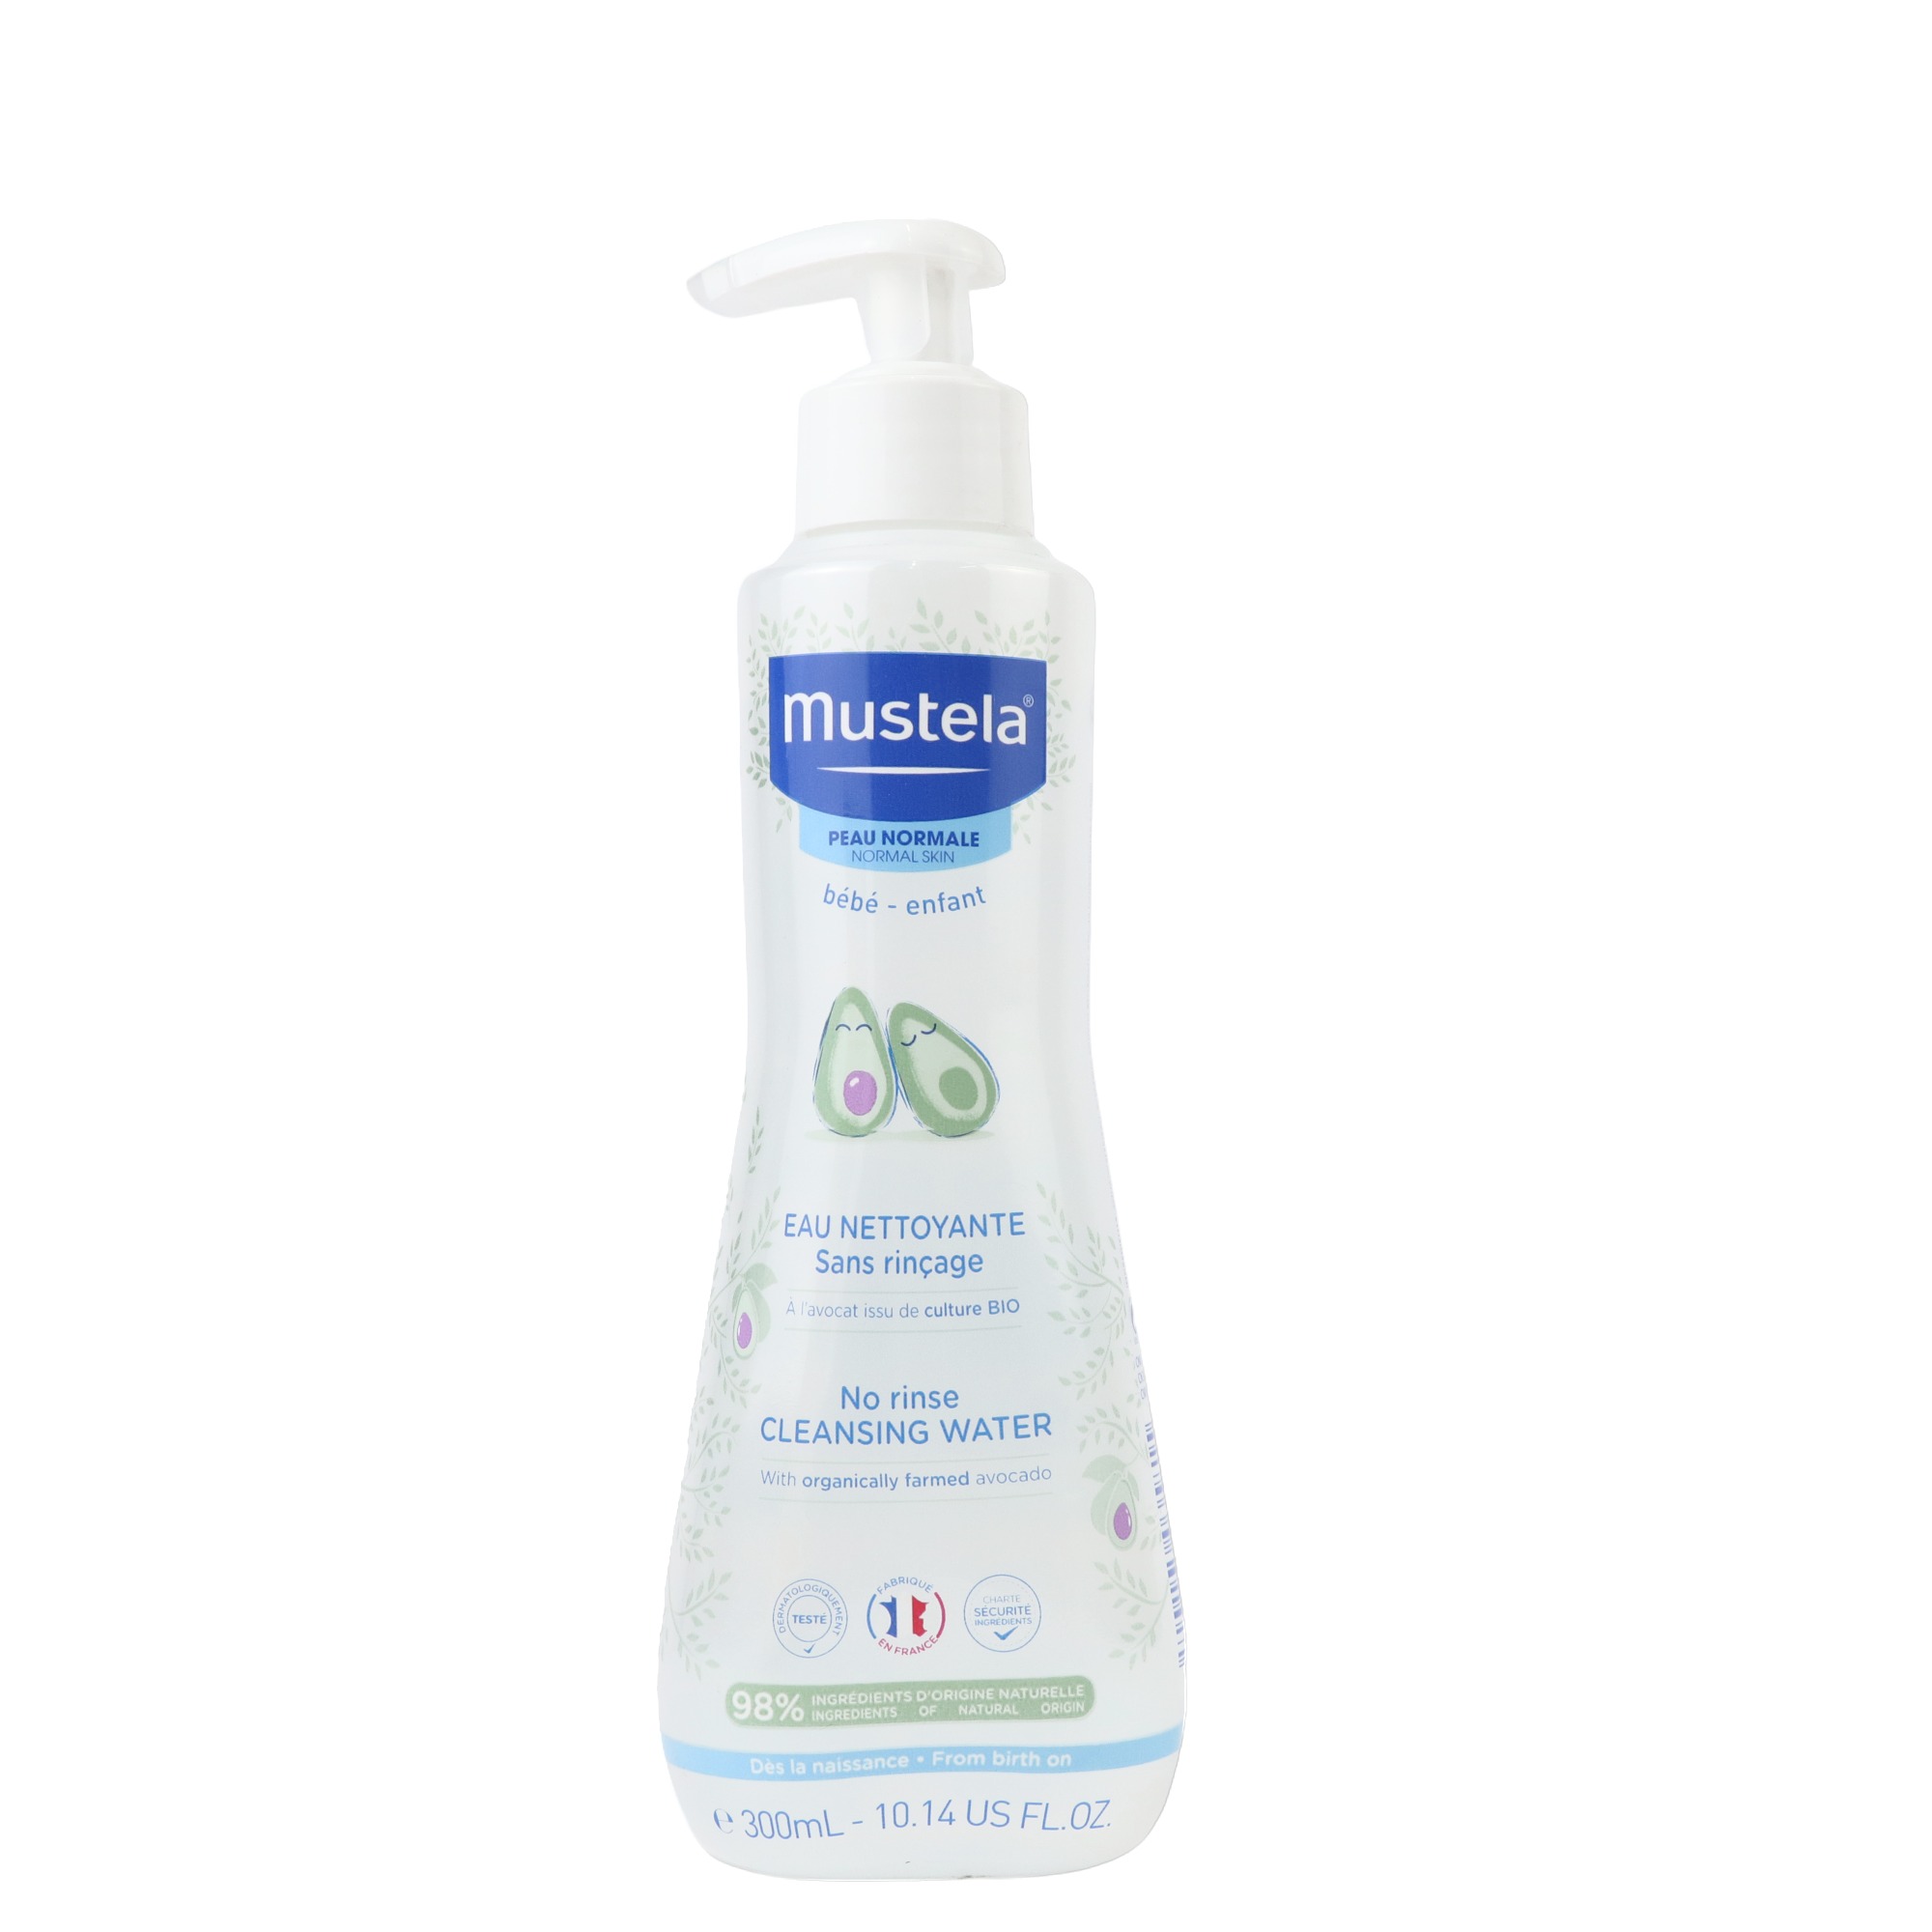 mustela®
PEAU NORMALE
NORMAL SKIN
bébé - enfant
EAU NETTOYANTE
Sans rinçage
À l'avocat issu de culture BIO
No rinse
CLEANSING WATER
With organically farmed avocado
DERMATOLOGIQUEMENT
TESTÉ
FABRIQUÉ
EN FRANCE
CHARTE
SÉCURITÉ
INGRÉDIENTS
98% INGRÉDIENTS D'ORIGINE NATURELLE
INGREDIENTS OF NATURAL ORIGIN
Dès la naissance • From birth on
℮ 300mL - 10.14 US FL.OZ.